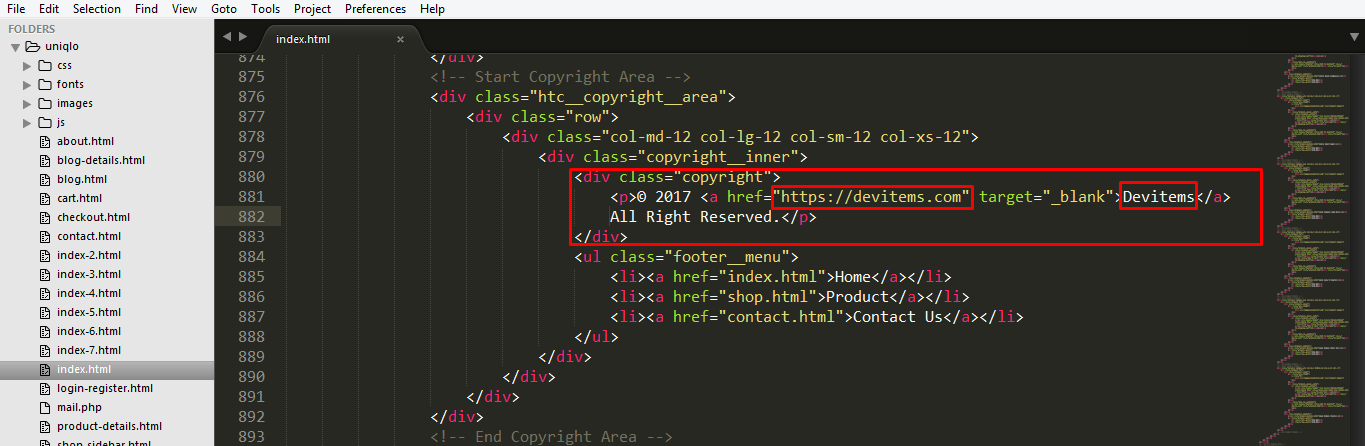 File Edit Selection Find View Goto Tools Project Preferences Help
FOLDERS
uniqlo
css
fonts
images
js
about.html
blog-details.html
blog.html
cart.html
checkout.html
contact.html
index-2.html
index-3.html
index-4.html
index-5.html
index-6.html
index-7.html
index.html
login-register.html
mail.php
product-details.html
shop-sidebar.html
index.html ×
874 </div>
875 <!-- Start Copyright Area -->
876 <div class="htc__copyright__area">
877 <div class="row">
878 <div class="col-md-12 col-lg-12 col-sm-12 col-xs-12">
879 <div class="copyright__inner">
880 <div class="copyright">
881 <p>© 2017 <a href="https://devitems.com" target="_blank">Devitems</a>
882 All Right Reserved.</p>
883 </div>
884 <ul class="footer__menu">
885 <li><a href="index.html">Home</a></li>
886 <li><a href="shop.html">Product</a></li>
887 <li><a href="contact.html">Contact Us</a></li>
888 </ul>
889 </div>
890 </div>
891 </div>
892 </div>
893 <!-- End Copyright Area -->